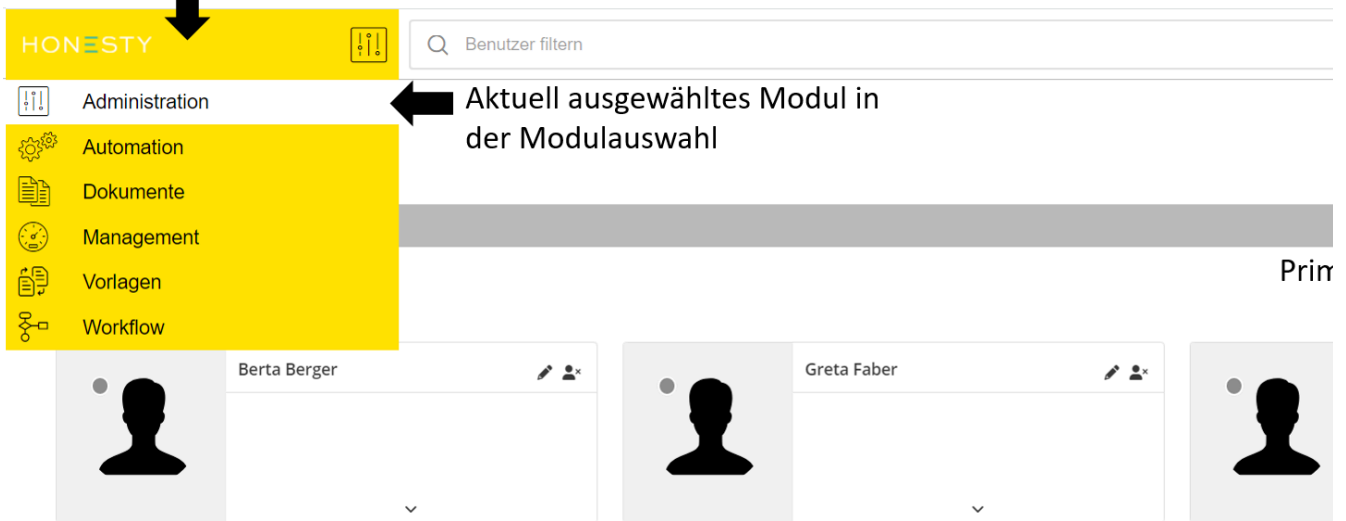 HONESTY
Benutzer filtern
Administration
Aktuell ausgewähltes Modul in
der Modulauswahl
Automation
Dokumente
Management
Vorlagen
Prim
Workflow
Berta Berger
Greta Faber